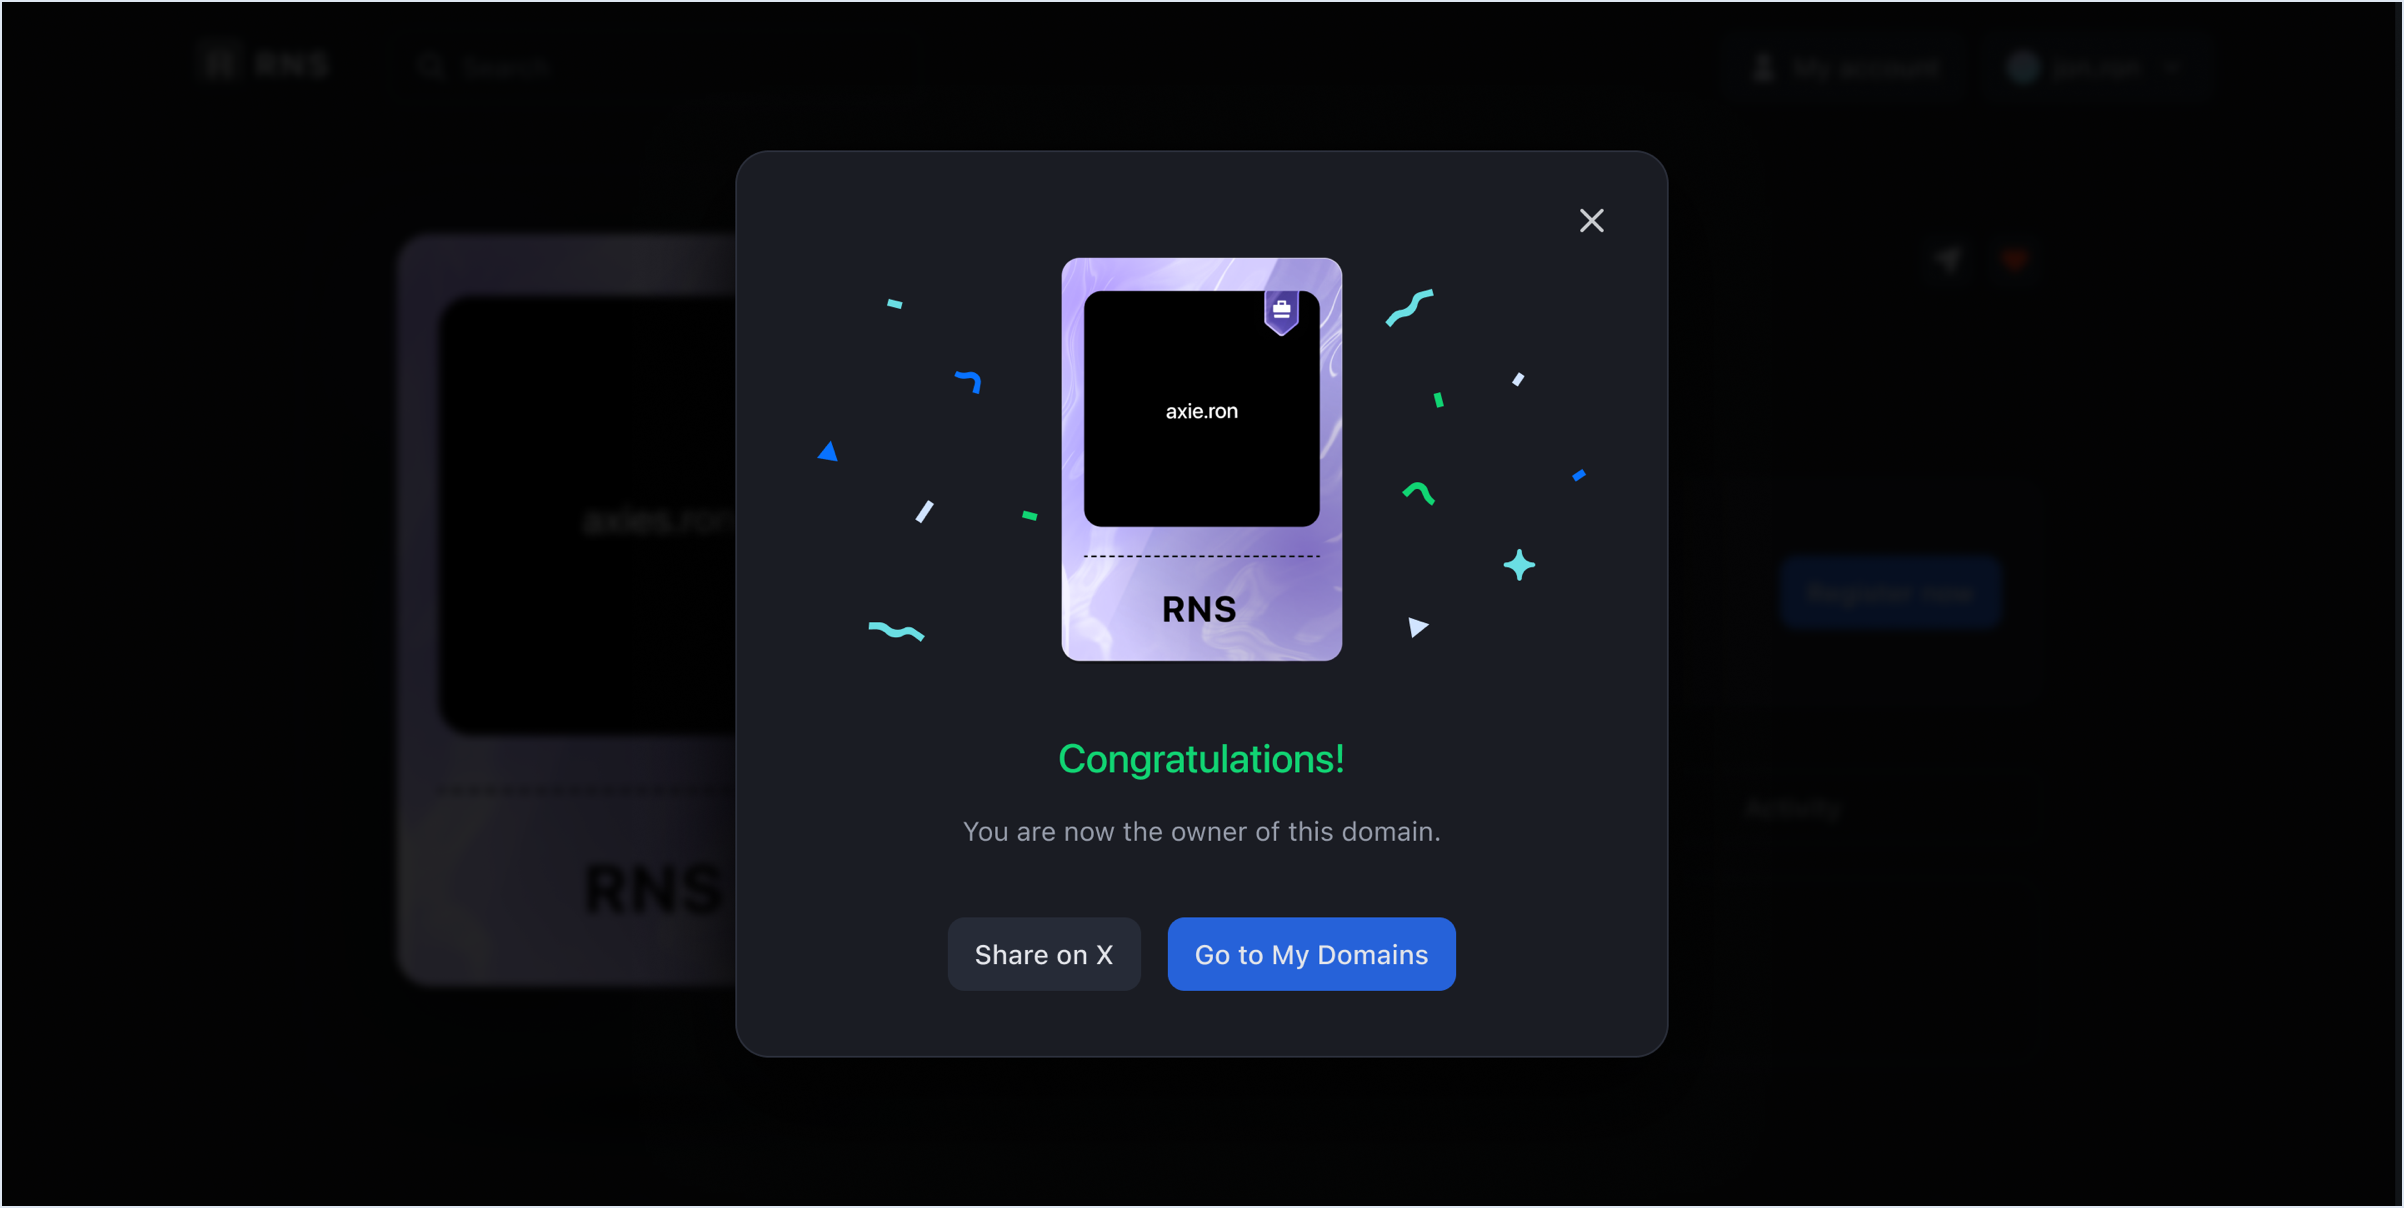 RNS
Search
My account
axies.ron
RNS
Register now
Activity
axie.ron
RNS
Congratulations!
You are now the owner of this domain.
Share on X
Go to My Domains